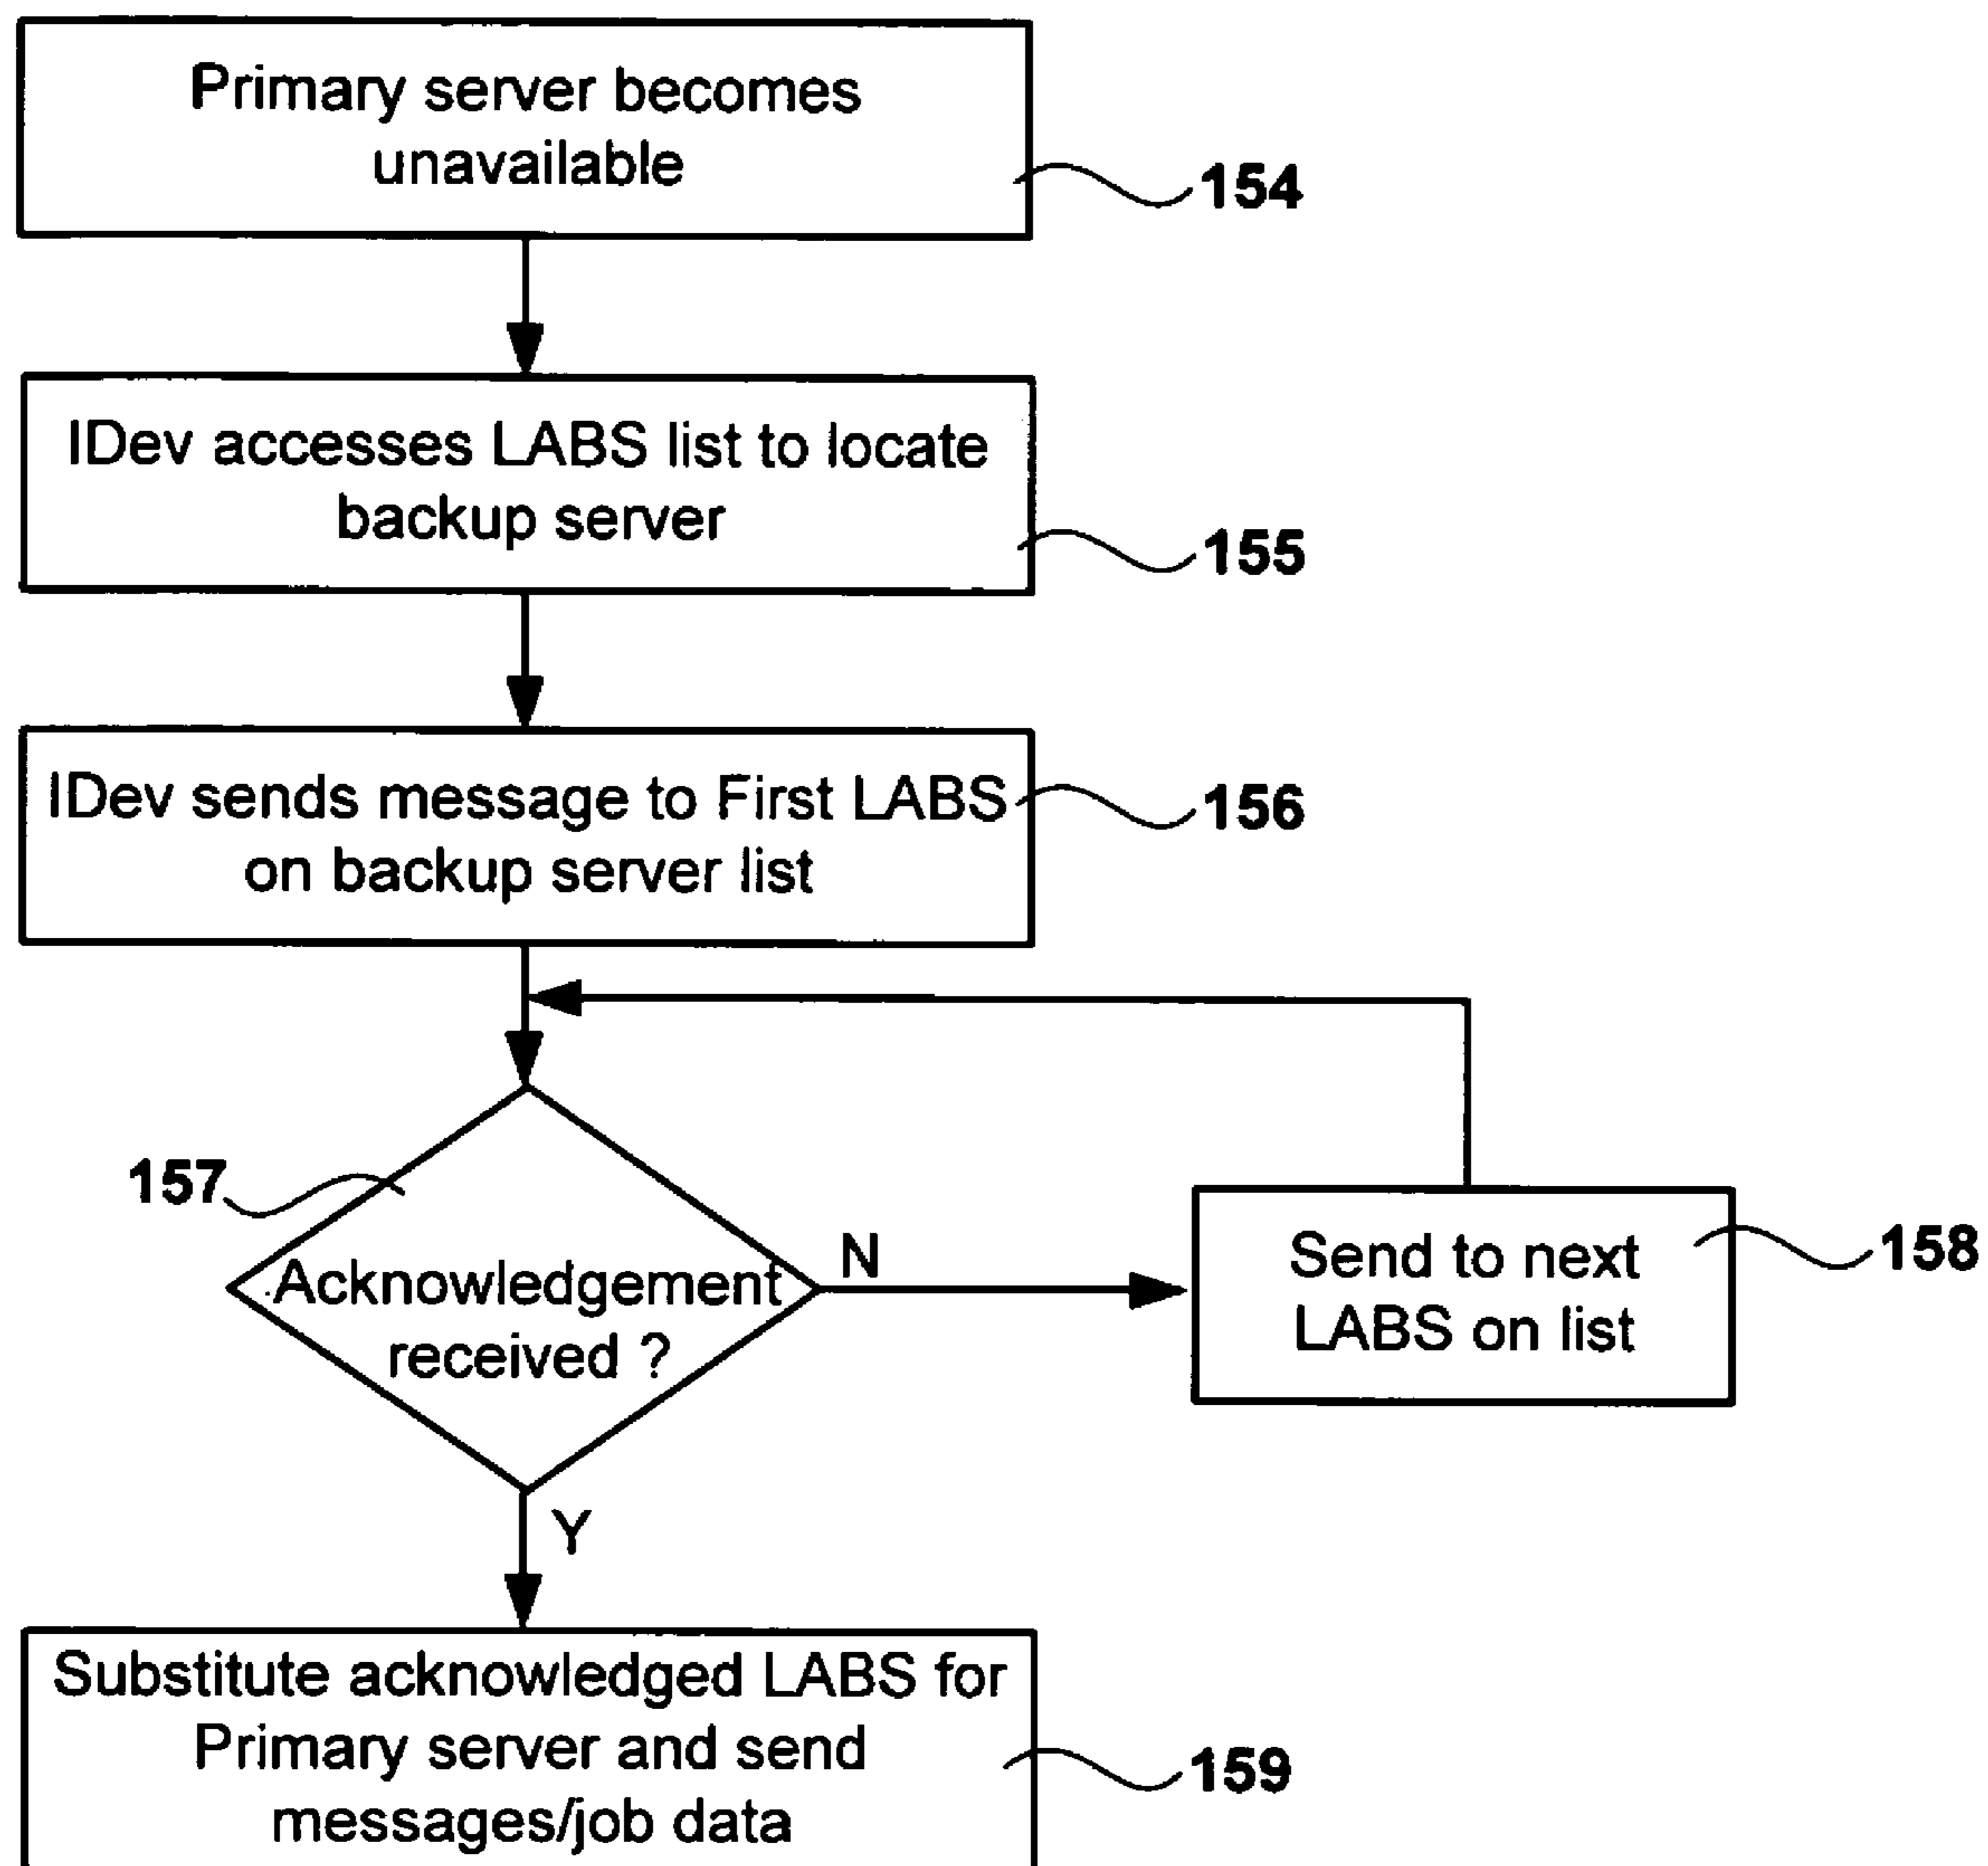 Primary server becomes
unavailable
154
IDev accesses LABS list to locate
backup server
155
IDev sends message to First LABS
on backup server list
156
157
Acknowledgement
received ?
N
Send to next
LABS on list
158
Y
Substitute acknowledged LABS for
Primary server and send
messages/job data
159